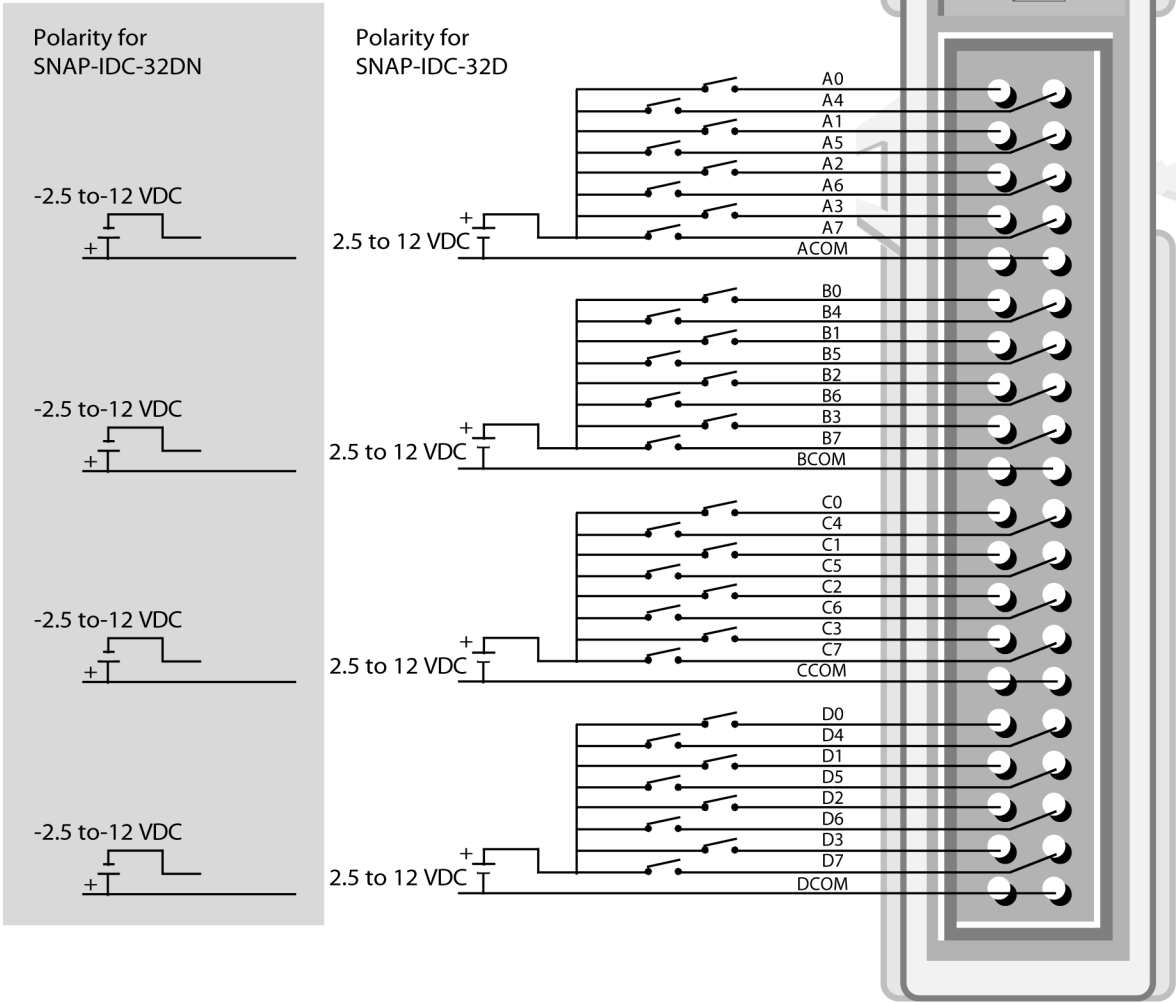 Polarity for
SNAP-IDC-32DN
Polarity for
SNAP-IDC-32D
A0
A4
A1
A5
A2
A6
A3
A7
ACOM
-2.5 to-12 VDC
+
+
2.5 to 12 VDC
B0
B4
B1
B5
B2
B6
B3
B7
BCOM
-2.5 to-12 VDC
+
+
2.5 to 12 VDC
C0
C4
C1
C5
C2
C6
C3
C7
CCOM
-2.5 to-12 VDC
+
+
2.5 to 12 VDC
D0
D4
D1
D5
D2
D6
D3
D7
DCOM
-2.5 to-12 VDC
+
+
2.5 to 12 VDC